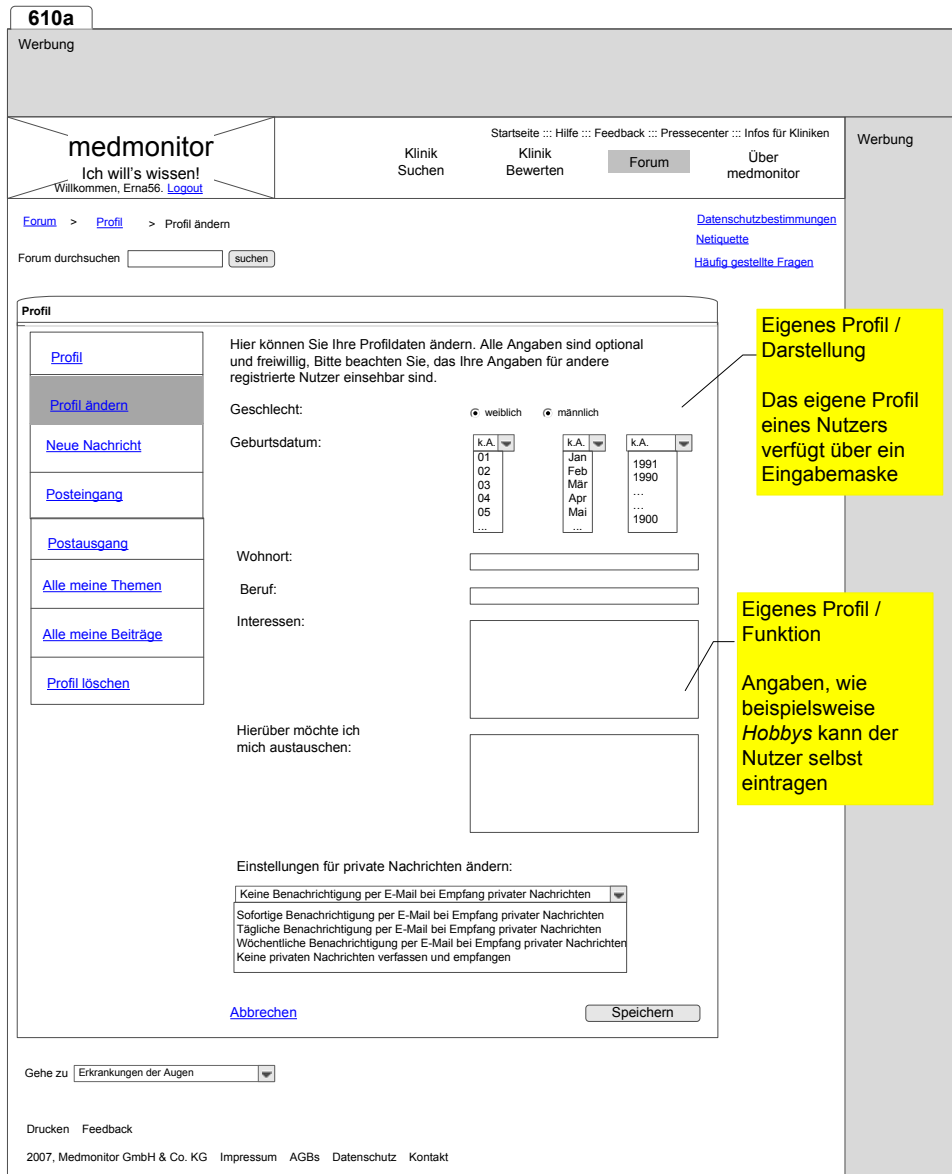 610a
Werbung
medmonitor
Ich will's wissen!
Willkommen, Erna56. Logout
Startseite ::: Hilfe ::: Feedback ::: Pressecenter ::: Infos für Kliniken
Klinik
Suchen
Klinik
Bewerten
Forum
Über
medmonitor
Werbung
Forum > Profil > Profil ändern
Forum durchsuchen suchen
Datenschutzbestimmungen
Netiquette
Häufig gestellte Fragen
Profil
Profil
Profil ändern
Neue Nachricht
Posteingang
Postausgang
Alle meine Themen
Alle meine Beiträge
Profil löschen
Hier können Sie Ihre Profildaten ändern. Alle Angaben sind optional
und freiwillig, Bitte beachten Sie, das Ihre Angaben für andere
registrierte Nutzer einsehbar sind.
Geschlecht: weiblich männlich
Geburtsdatum: k.A. k.A. k.A.
01
02
03
04
05
...
Jan
Feb
Mär
Apr
Mai
...
1991
1990
...
...
1900
Wohnort:
Beruf:
Interessen:
Hierüber möchte ich
mich austauschen:
Einstellungen für private Nachrichten ändern:
Keine Benachrichtigung per E-Mail bei Empfang privater Nachrichten
Sofortige Benachrichtigung per E-Mail bei Empfang privater Nachrichten
Tägliche Benachrichtigung per E-Mail bei Empfang privater Nachrichten
Wöchentliche Benachrichtigung per E-Mail bei Empfang privater Nachrichten
Keine privaten Nachrichten verfassen und empfangen
Abbrechen Speichern
Eigenes Profil /
Darstellung
Das eigene Profil
eines Nutzers
verfügt über ein
Eingabemaske
Eigenes Profil /
Funktion
Angaben, wie
beispielsweise
Hobbys kann der
Nutzer selbst
eintragen
Gehe zu Erkrankungen der Augen
Drucken Feedback
2007, Medmonitor GmbH & Co. KG Impressum AGBs Datenschutz Kontakt